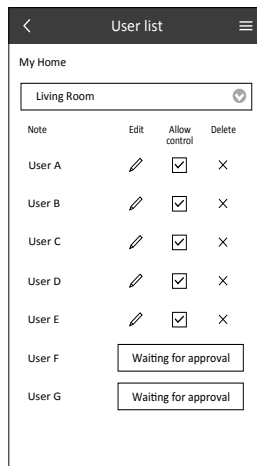 User list
My Home
Living Room
Note Edit Allow control Delete
User A
User B
User C
User D
User E
User F Waiting for approval
User G Waiting for approval